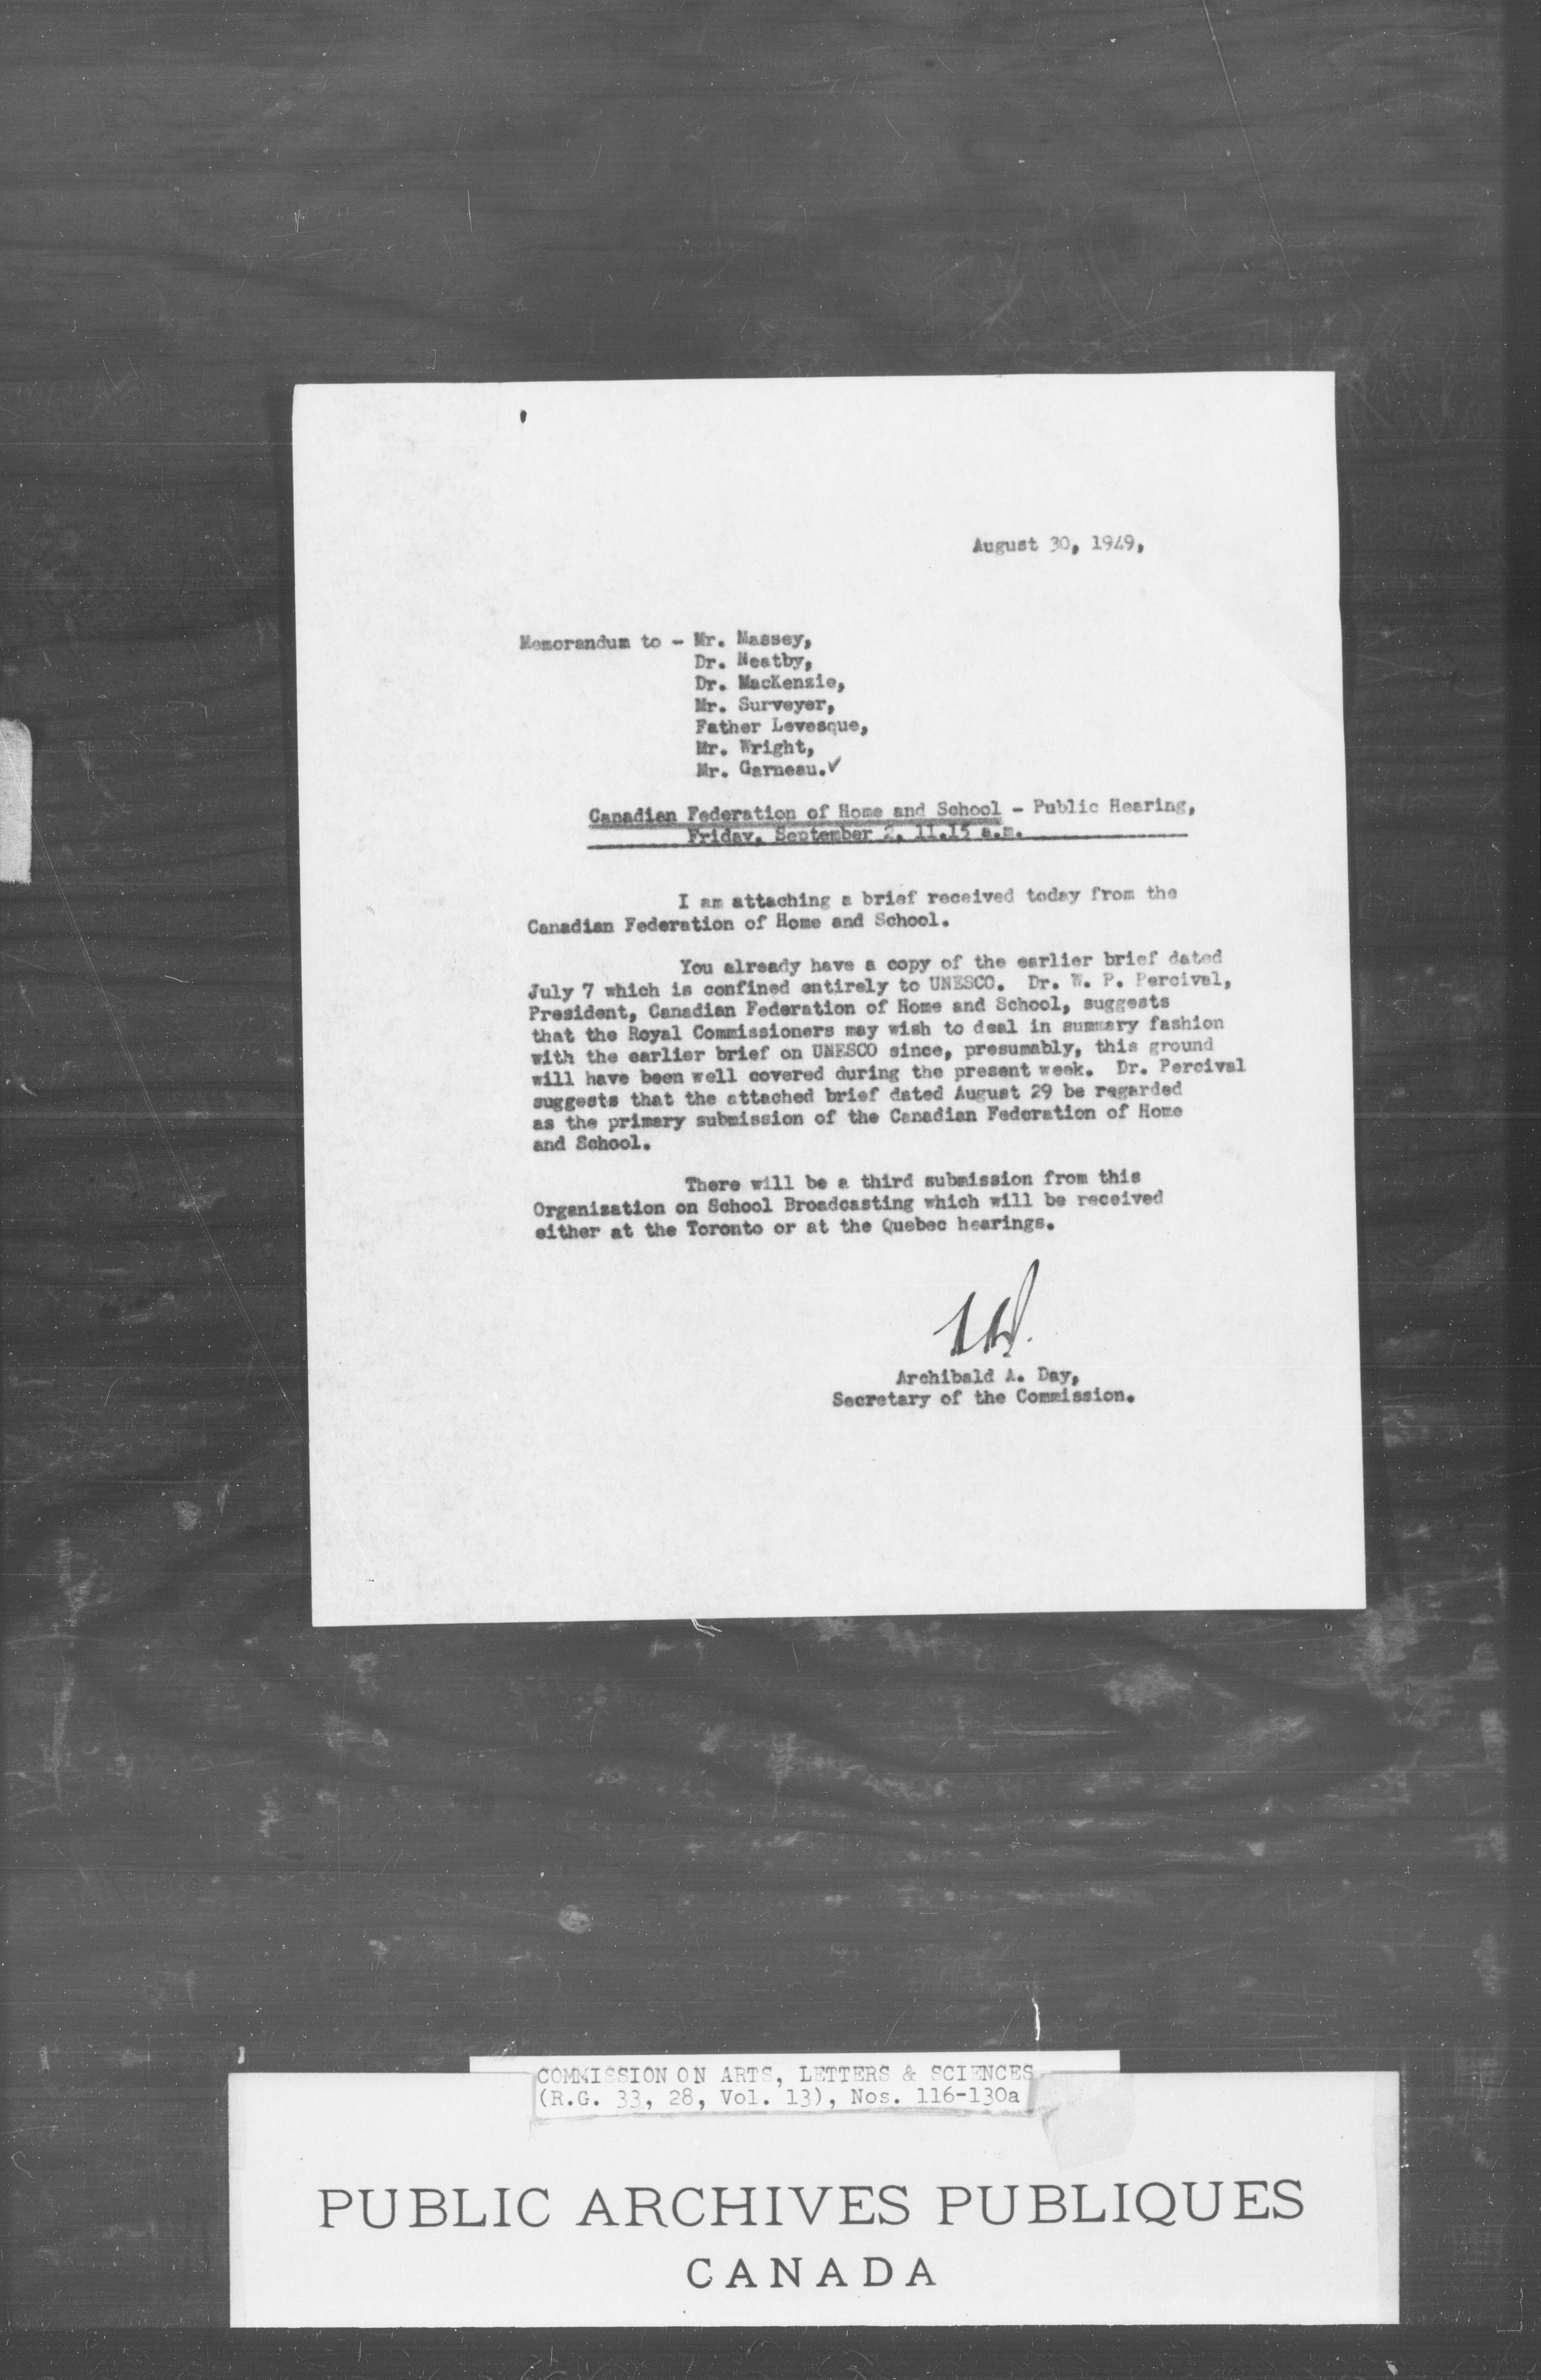 August 30, 1949,
Memorandum to - Mr. Massey,
Dr. Neatby,
Dr. MacKenzie,
Mr. Surveyer,
Father Levesque,
Mr. Wright,
Mr. Garneau.✓
Canadian Federation of Home and School - Public Hearing,
Friday, September 2, 11.15 a.m.
I am attaching a brief received today from the
Canadian Federation of Home and School.
You already have a copy of the earlier brief dated
July 7 which is confined entirely to UNESCO. Dr. W. P. Percival,
President, Canadian Federation of Home and School, suggests
that the Royal Commissioners may wish to deal in summary fashion
with the earlier brief on UNESCO since, presumably, this ground
will have been well covered during the present week. Dr. Percival
suggests that the attached brief dated August 29 be regarded
as the primary submission of the Canadian Federation of Home
and School.
There will be a third submission from this
Organization on School Broadcasting which will be received
either at the Toronto or at the Quebec hearings.
Archibald A. Day,
Secretary of the Commission.
COMMISSION ON ARTS, LETTERS & SCIENCES
(R.G. 33, 28, Vol. 13), Nos. 116-130a
PUBLIC ARCHIVES PUBLIQUES
CANADA